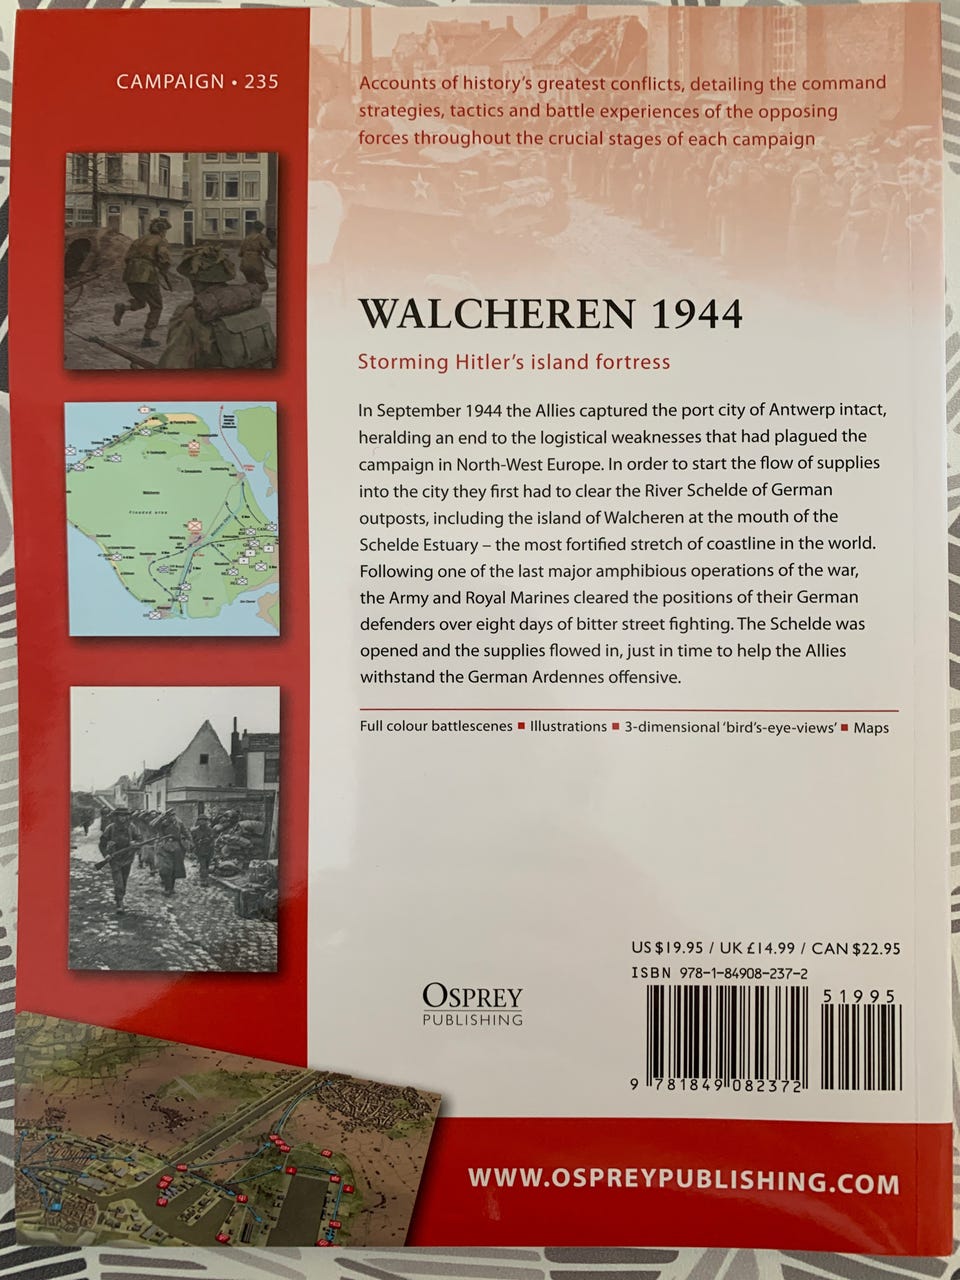 CAMPAIGN • 235
Accounts of history's greatest conflicts, detailing the command
strategies, tactics and battle experiences of the opposing
forces throughout the crucial stages of each campaign
WALCHEREN 1944
Storming Hitler's island fortress
In September 1944 the Allies captured the port city of Antwerp intact,
heralding an end to the logistical weaknesses that had plagued the
campaign in North-West Europe. In order to start the flow of supplies
into the city they first had to clear the River Schelde of German
outposts, including the island of Walcheren at the mouth of the
Schelde Estuary – the most fortified stretch of coastline in the world.
Following one of the last major amphibious operations of the war,
the Army and Royal Marines cleared the positions of their German
defenders over eight days of bitter street fighting. The Schelde was
opened and the supplies flowed in, just in time to help the Allies
withstand the German Ardennes offensive.
Full colour battlescenes ■ Illustrations ■ 3-dimensional 'bird's-eye-views' ■ Maps
US $19.95 / UK £14.99 / CAN $22.95
ISBN 978-1-84908-237-2
51995
9 781849 082372
OSPREY
PUBLISHING
WWW.OSPREYPUBLISHING.COM
Walcheren
Flooded area